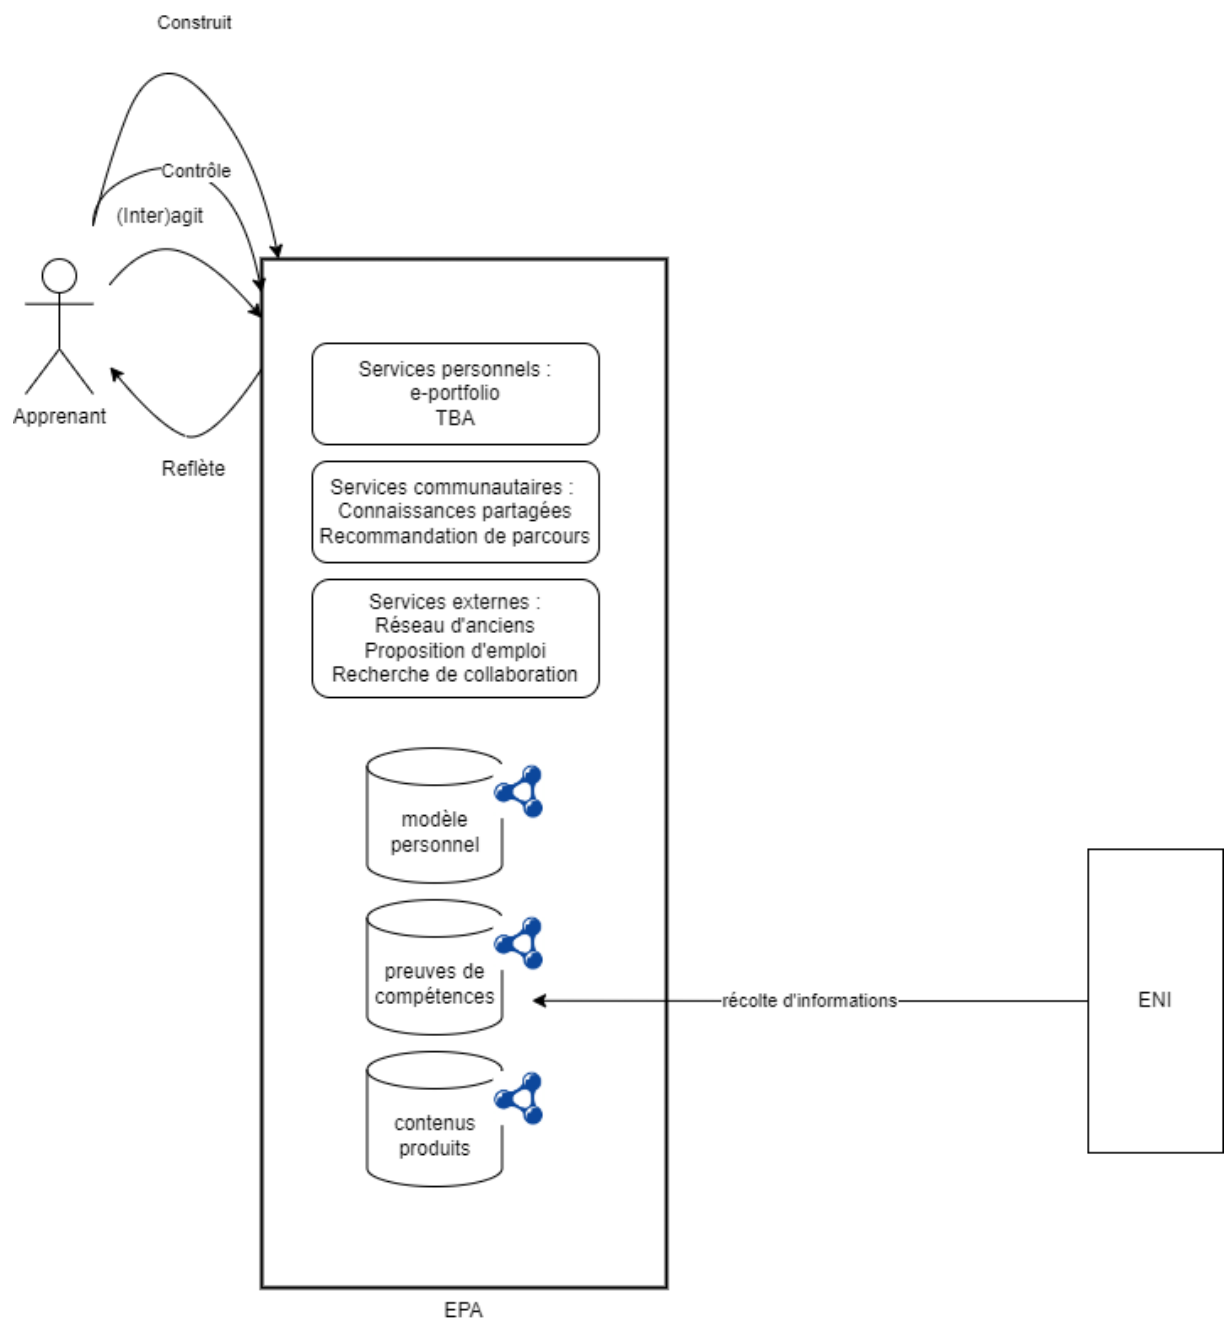 Construit
Contrôle
(Inter)agit
Apprenant
Reflète
Services personnels :
e-portfolio
TBA
Services communautaires :
Connaissances partagées
Recommandation de parcours
Services externes :
Réseau d'anciens
Proposition d'emploi
Recherche de collaboration
modèle
personnel
preuves de
compétences
récolte d'informations
ENI
contenus
produits
EPA